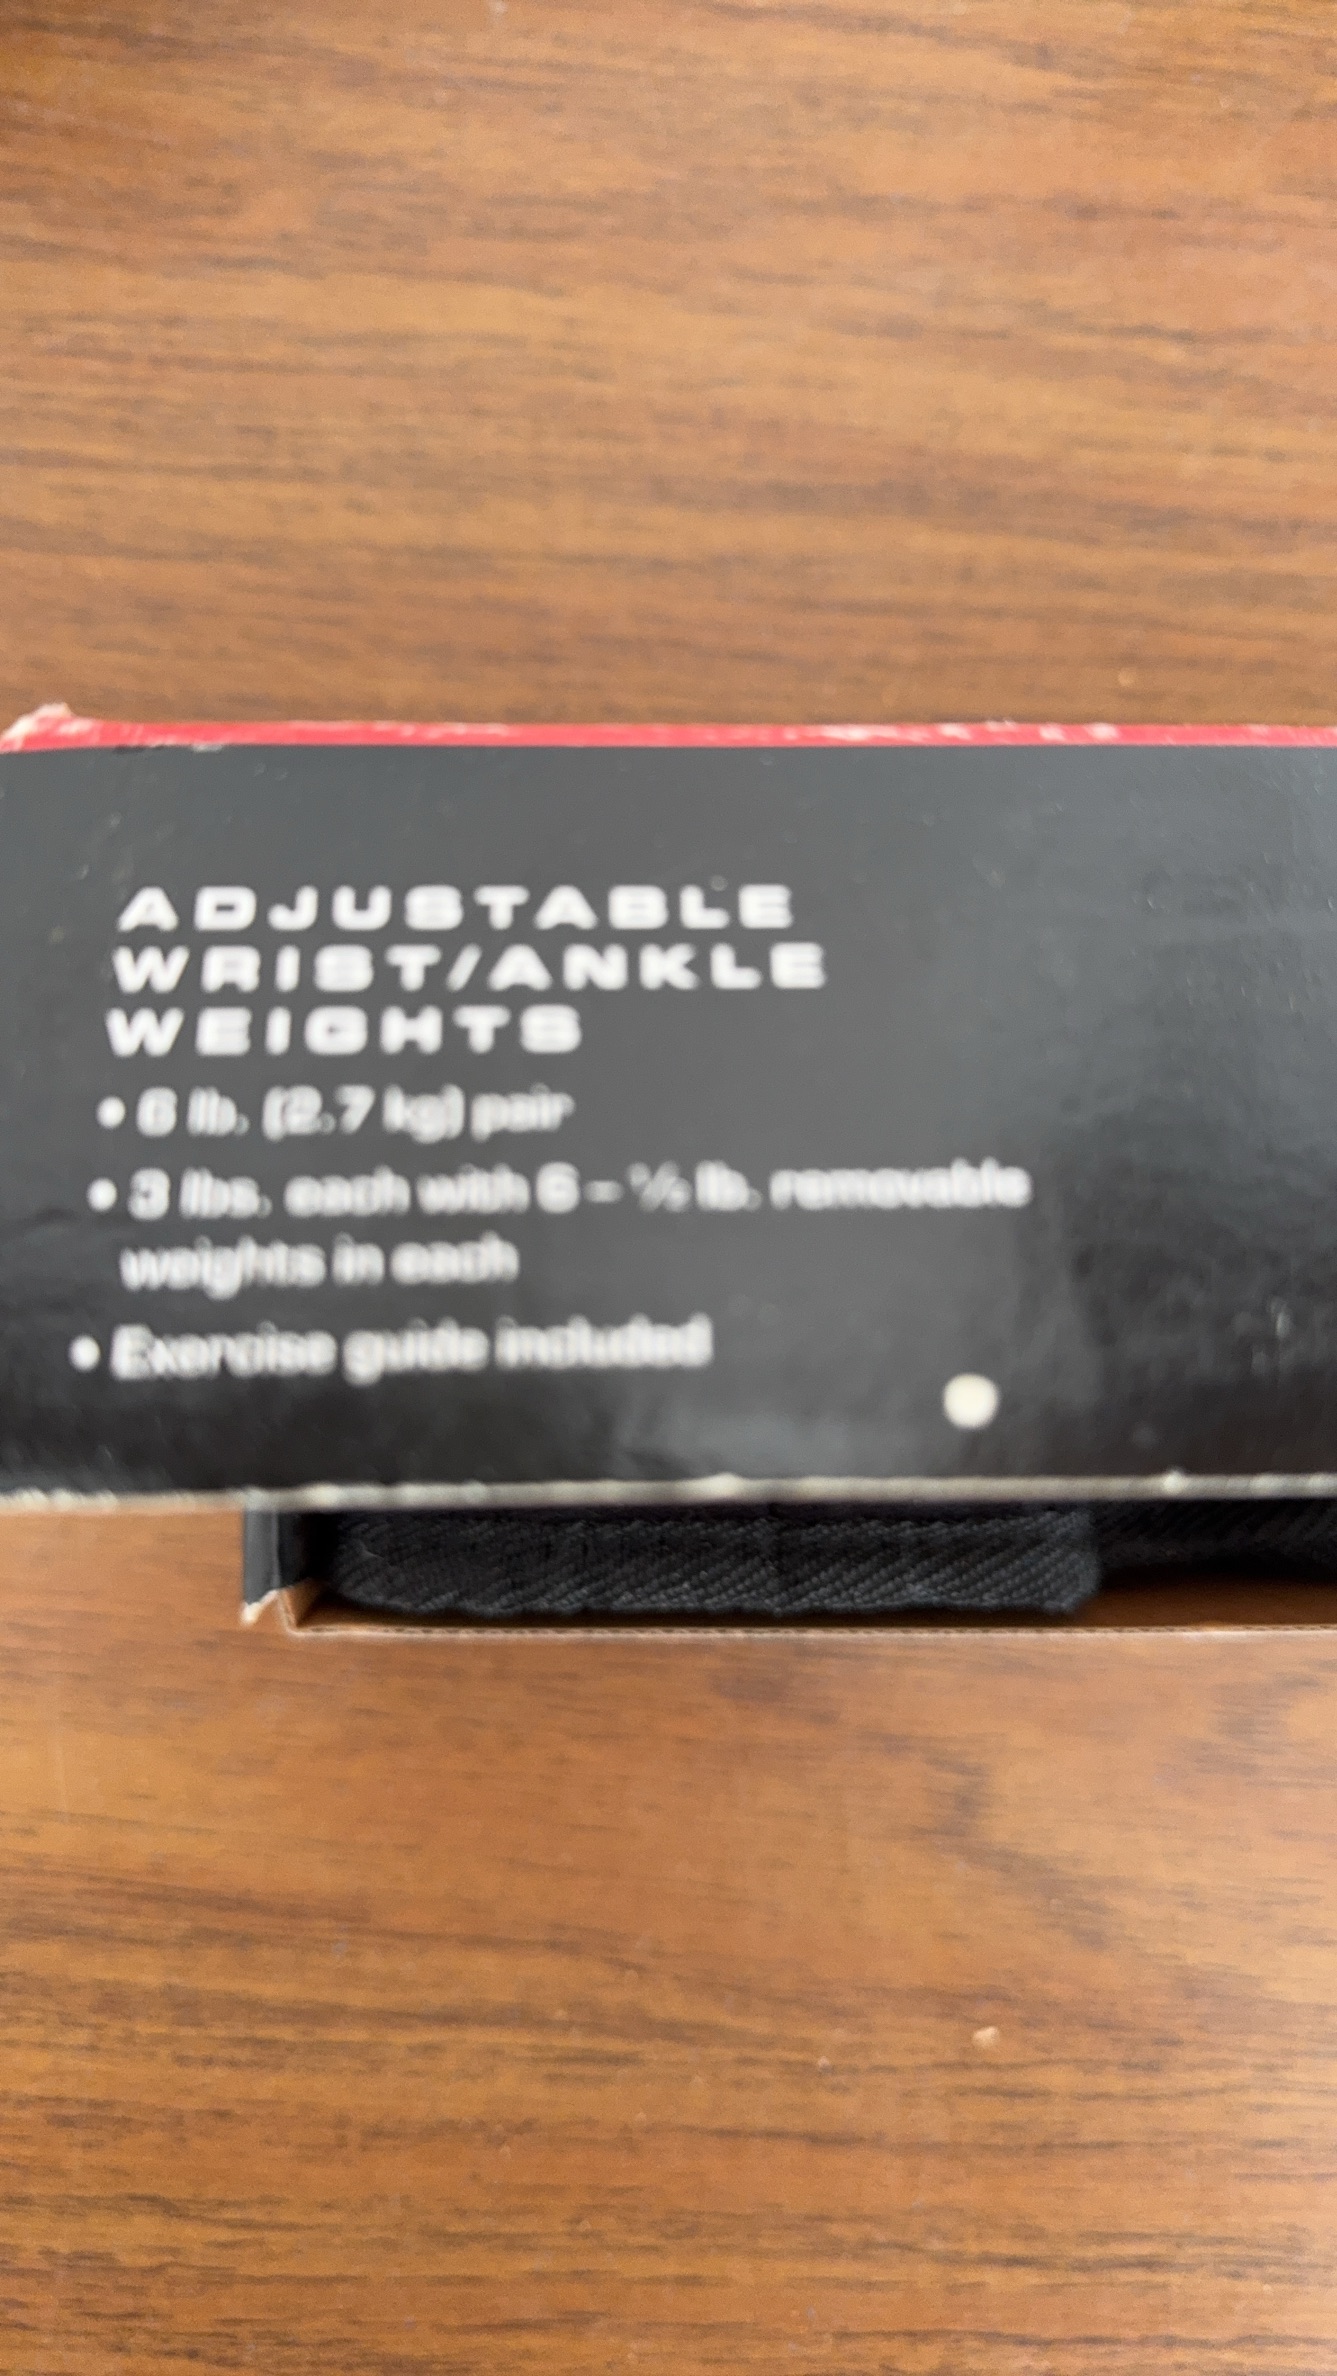 ADJUSTABLE
WRIST/ANKLE
WEIGHTS
• 6 lb. (2.7 kg) pair
• 3 lbs. each with 6 – ½ lb. removable
weights in each
• Exercise guide included